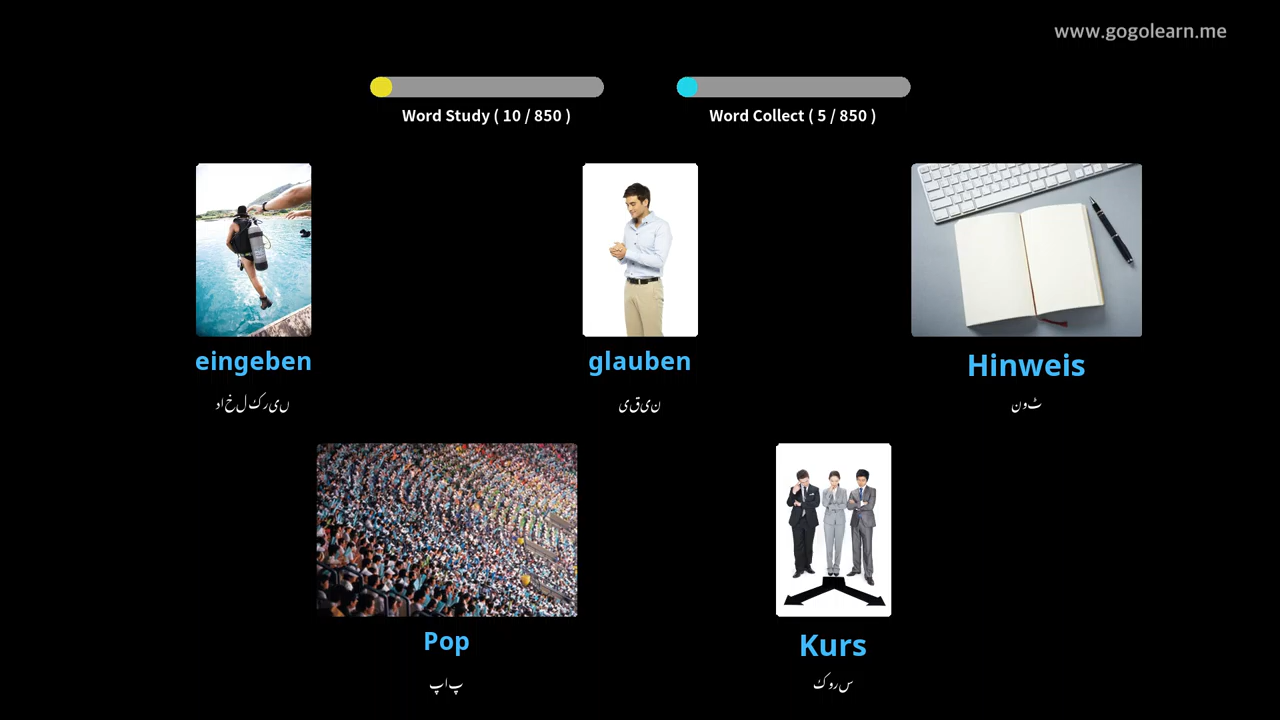 www.gogolearn.me
Word Study ( 10 / 850 )
Word Collect ( 5 / 850 )
eingeben
داخل کریں
glauben
یقین
Hinweis
نوٹ
Pop
پاپ
Kurs
کورس